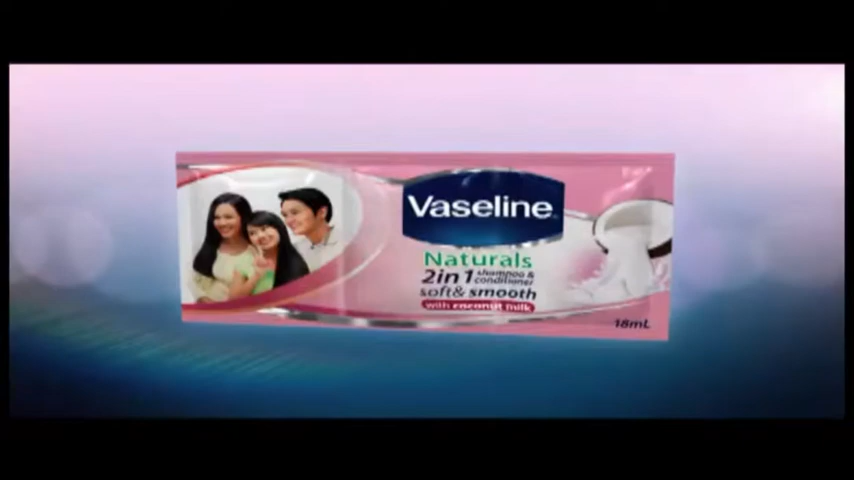 Vaseline
Naturals
2in1 shampoo & conditioner
soft & smooth
with coconut milk
18mL